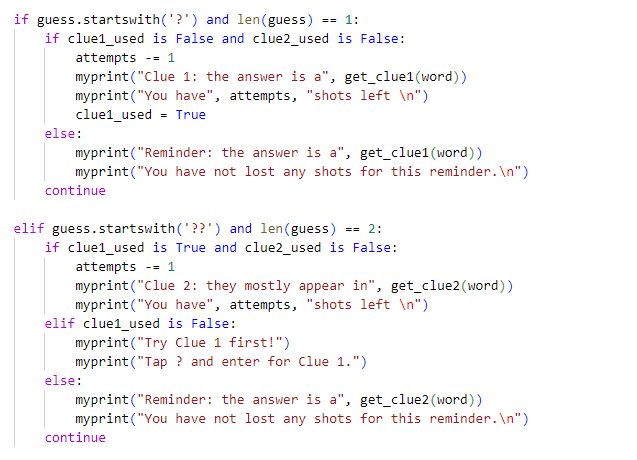 if guess.startswith('?') and len(guess) == 1:
    if clue1_used is False and clue2_used is False:
        attempts -= 1
        myprint("Clue 1: the answer is a", get_clue1(word))
        myprint("You have", attempts, "shots left \n")
        clue1_used = True
    else:
        myprint("Reminder: the answer is a", get_clue1(word))
        myprint("You have not lost any shots for this reminder.\n")
    continue

elif guess.startswith('??') and len(guess) == 2:
    if clue1_used is True and clue2_used is False:
        attempts -= 1
        myprint("Clue 2: they mostly appear in", get_clue2(word))
        myprint("You have", attempts, "shots left \n")
    elif clue1_used is False:
        myprint("Try Clue 1 first!")
        myprint("Tap ? and enter for Clue 1.")
    else:
        myprint("Reminder: the answer is a", get_clue2(word))
        myprint("You have not lost any shots for this reminder.\n")
    continue